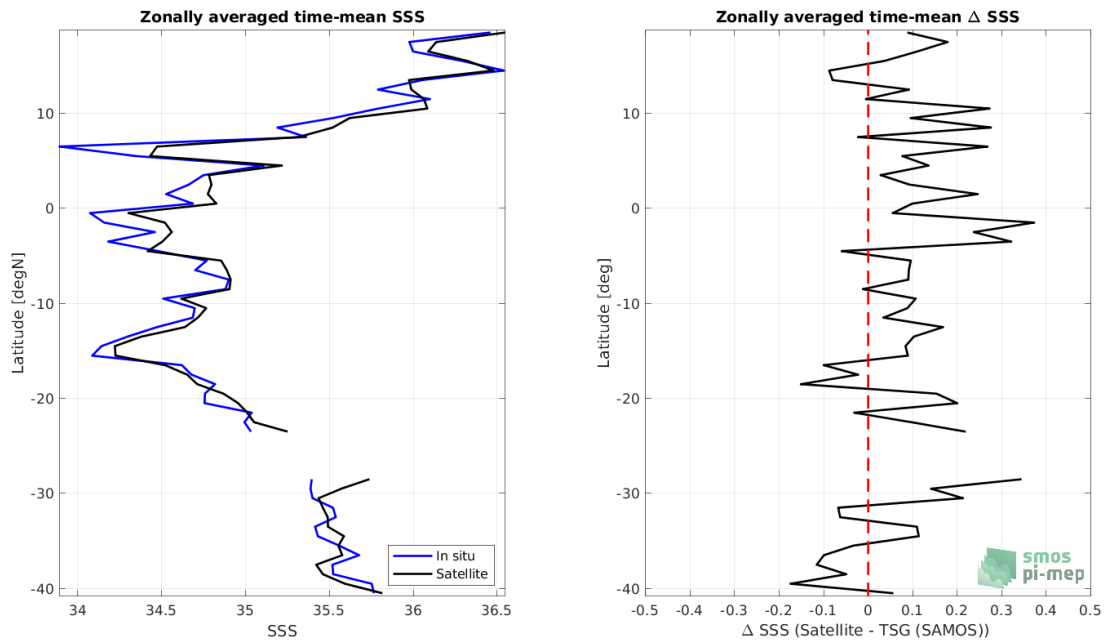 Zonally averaged time-mean SSS
Latitude [degN]
10
0
-10
-20
-30
-40
34
34.5
35
35.5
36
36.5
SSS
In situ
Satellite
Zonally averaged time-mean Δ SSS
Latitude [deg]
10
0
-10
-20
-30
-40
-0.5
-0.4
-0.3
-0.2
-0.1
0
0.1
0.2
0.3
0.4
0.5
Δ SSS (Satellite - TSG (SAMOS))
smos
pi-mep